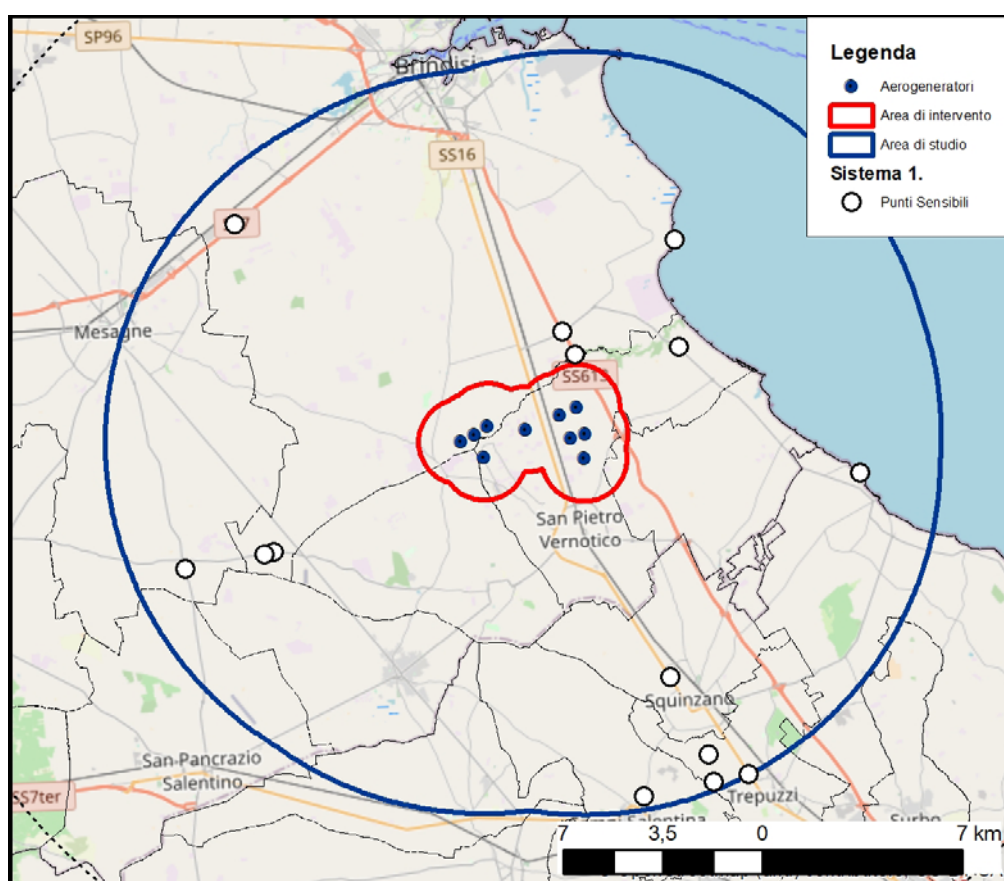 SP96
Brindisi
SS16
Mesagne
SS613
San Pietro
Vernotico
Squinzano
San Pancrazio
Salentino
SS7ter
Trepuzzi
Salentina
Surbo
Legenda
Aerogeneratori
Area di intervento
Area di studio
Sistema 1.
Punti Sensibili
7 3,5 0 7 km